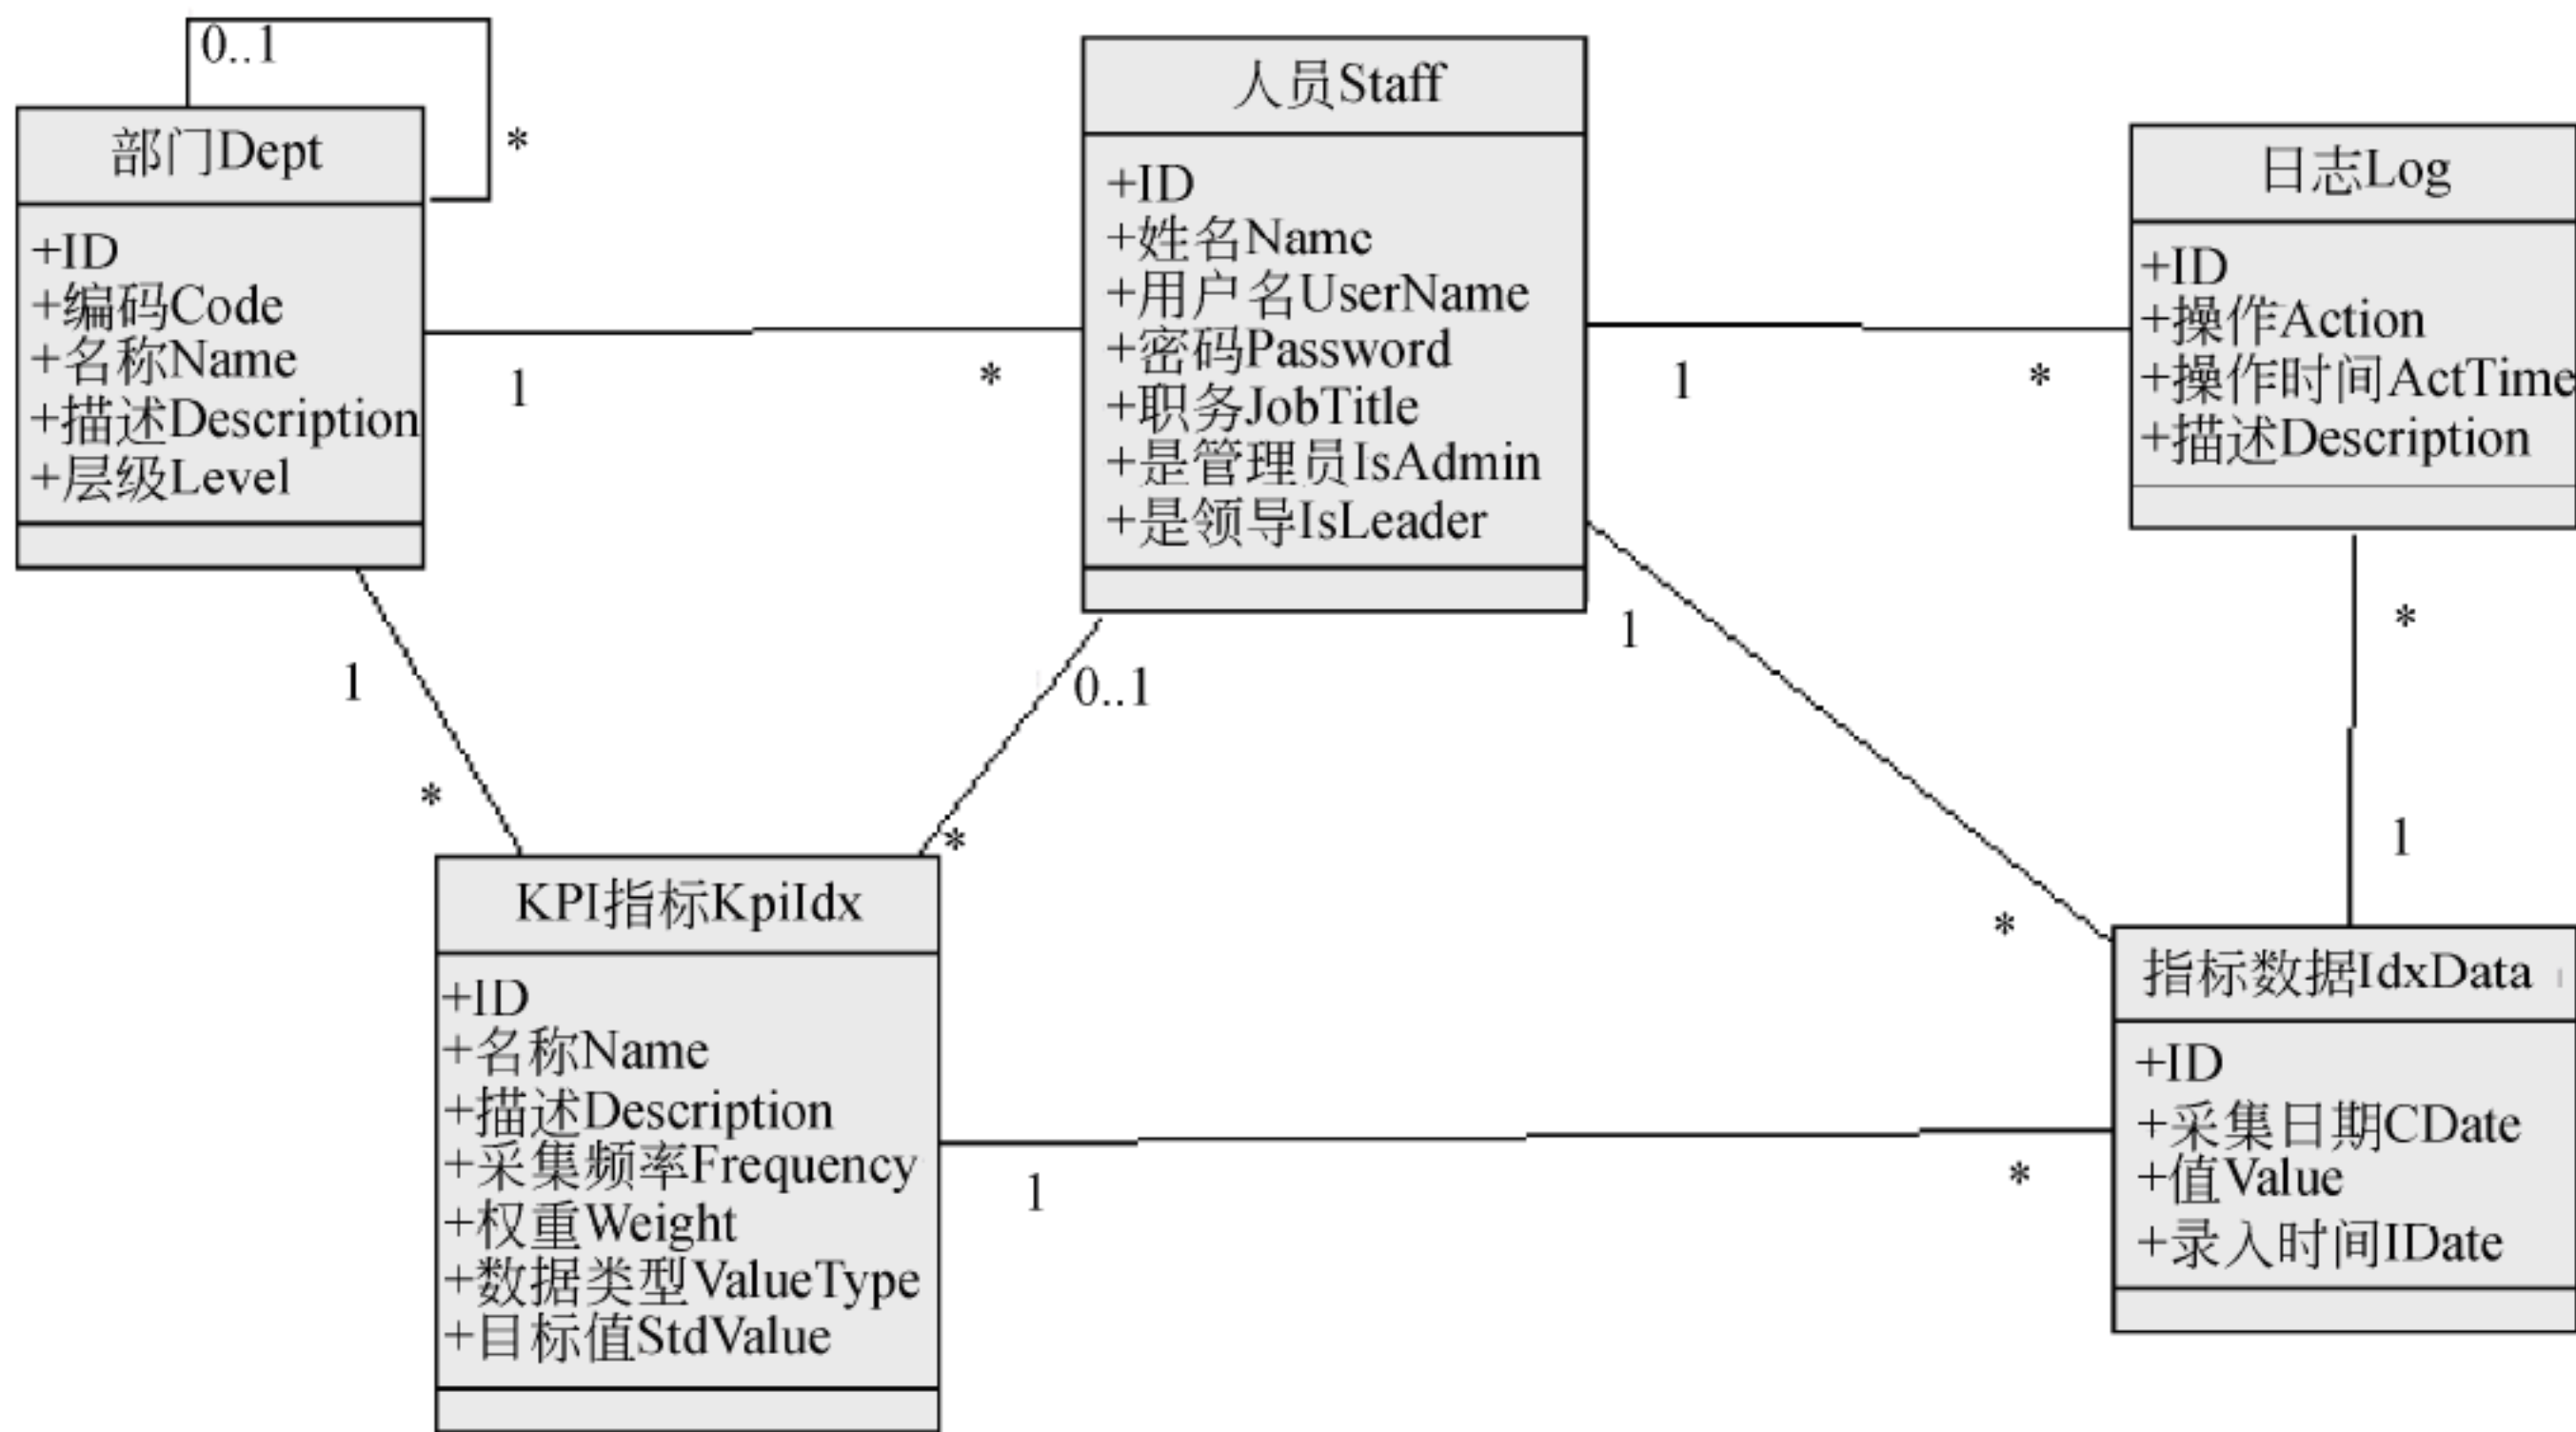 0..1
*
部门Dept
+ID
+编码Code
+名称Name
+描述Description
+层级Level
1
*
人员Staff
+ID
+姓名Name
+用户名UserName
+密码Password
+职务JobTitle
+是管理员IsAdmin
+是领导IsLeader
1
*
日志Log
+ID
+操作Action
+操作时间ActTime
+描述Description
1
*
0..1
*
1
*
*
1
KPI指标KpiIdx
+ID
+名称Name
+描述Description
+采集频率Frequency
+权重Weight
+数据类型ValueType
+目标值StdValue
1
*
指标数据IdxData
+ID
+采集日期CDate
+值Value
+录入时间IDate